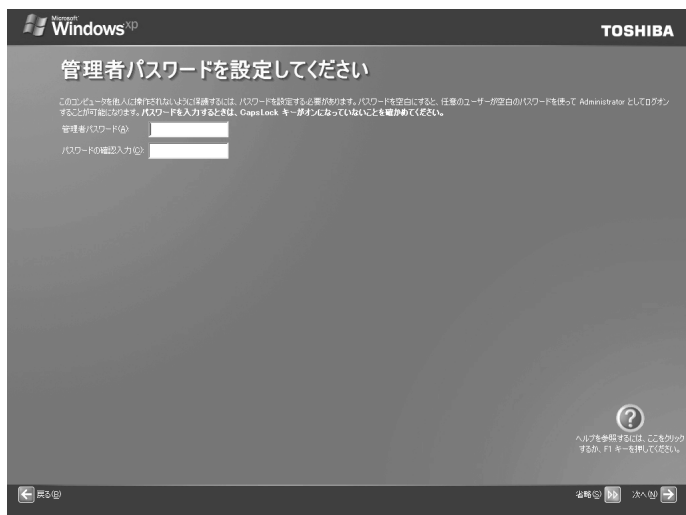 Microsoft
Windows xp
TOSHIBA
管理者パスワードを設定してください
このコンピュータを他人に操作されないように保護するには、パスワードを設定する必要があります。パスワードを空白にすると、任意のユーザーが空白のパスワードを使って Administrator としてログオン
することが可能になります。パスワードを入力するときは、CapsLock キーがオンになっていないことを確かめてください。
管理者パスワード(A):
パスワードの確認入力(C):
?
ヘルプを参照するには、ここをクリック
するか、F1 キーを押してください。
戻る(B)
省略(S)
次へ(N)